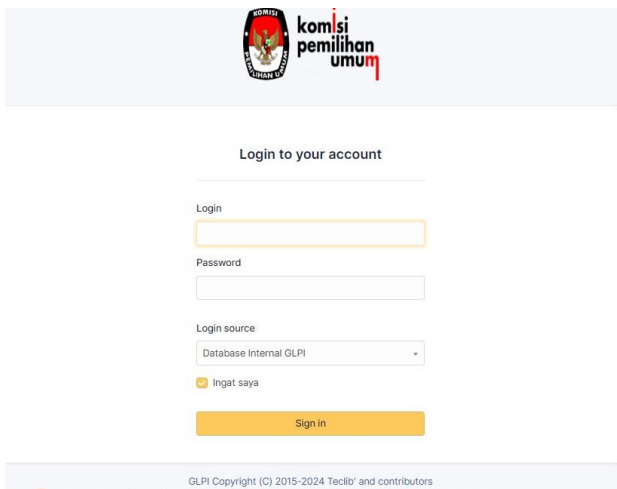 KOMISI
PEMILIHAN UMUM
komisi
pemilihan
umum
Login to your account
Login
Password
Login source
Database Internal GLPI
Ingat saya
Sign in
GLPI Copyright (C) 2015-2024 Teclib' and contributors